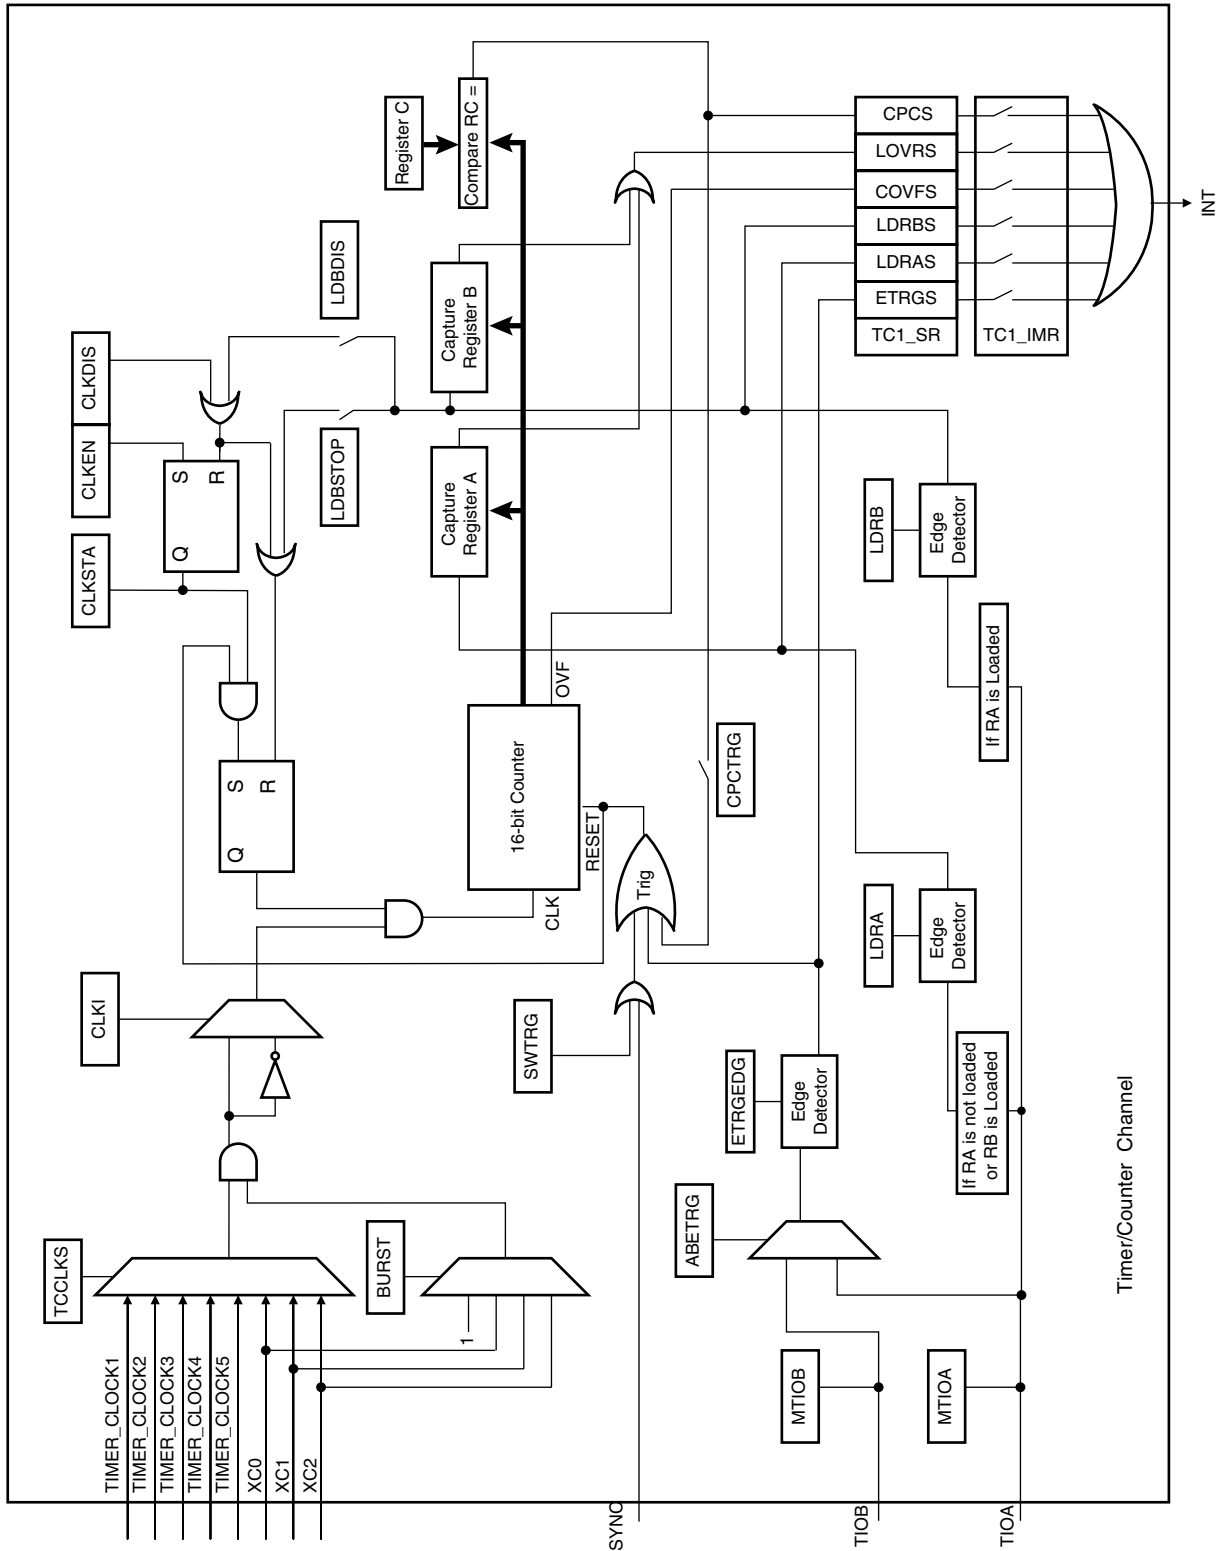 TCCLKS
TIMER_CLOCK1
TIMER_CLOCK2
TIMER_CLOCK3
TIMER_CLOCK4
TIMER_CLOCK5
XC0
XC1
XC2
CLKI
CLKSTA
CLKEN
CLKDIS
Q
S
R
Q
S
R
BURST
1
LDBSTOP
LDBDIS
Register C
Capture
Register A
Capture
Register B
Compare RC =
16-bit Counter
CLK
OVF
RESET
SWTRG
SYNC
Trig
CPCTRG
ABETRG
ETRGEDG
MTIOB
TIOB
Edge
Detector
MTIOA
TIOA
LDRA
Edge
Detector
If RA is not loaded
or RB is Loaded
LDRB
Edge
Detector
If RA is Loaded
CPCS
LOVRS
COVFS
LDRBS
LDRAS
ETRGS
TC1_SR
TC1_IMR
INT
Timer/Counter Channel